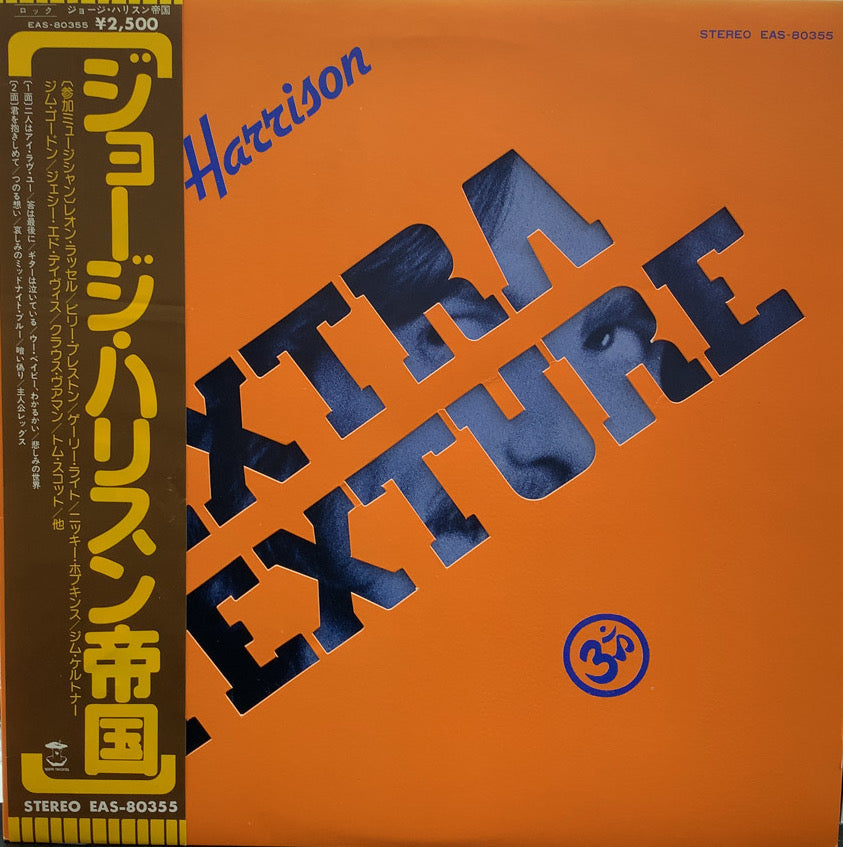 ロック ジョージ・ハリスン帝国
EAS-80355 ¥2,500
ジョージ・ハリスン帝国
〔参加ミュージシャン〕レオン・ラッセル/ビリー・プレストン/ゲーリー・ライト/ニッキー・ホプキンス/ジム・ケルトナー
ジム・ゴードン/ジェシー・エド・デイヴィス/クラウス・ヴアマン/トム・スコット/他
〔1面〕二人はアイ・ラヴ・ユー/答は最後に/ギターは泣いている/ウー・ベイビー、わかるかい/悲しみの世界
〔2面〕君を抱きしめて/つのる想い/哀しみのミッドナイト・ブルー/暗い偽り/主人公レッグス
STEREO EAS-80355
STEREO EAS-80355
Harrison
EXTRA
TEXTURE
ॐ